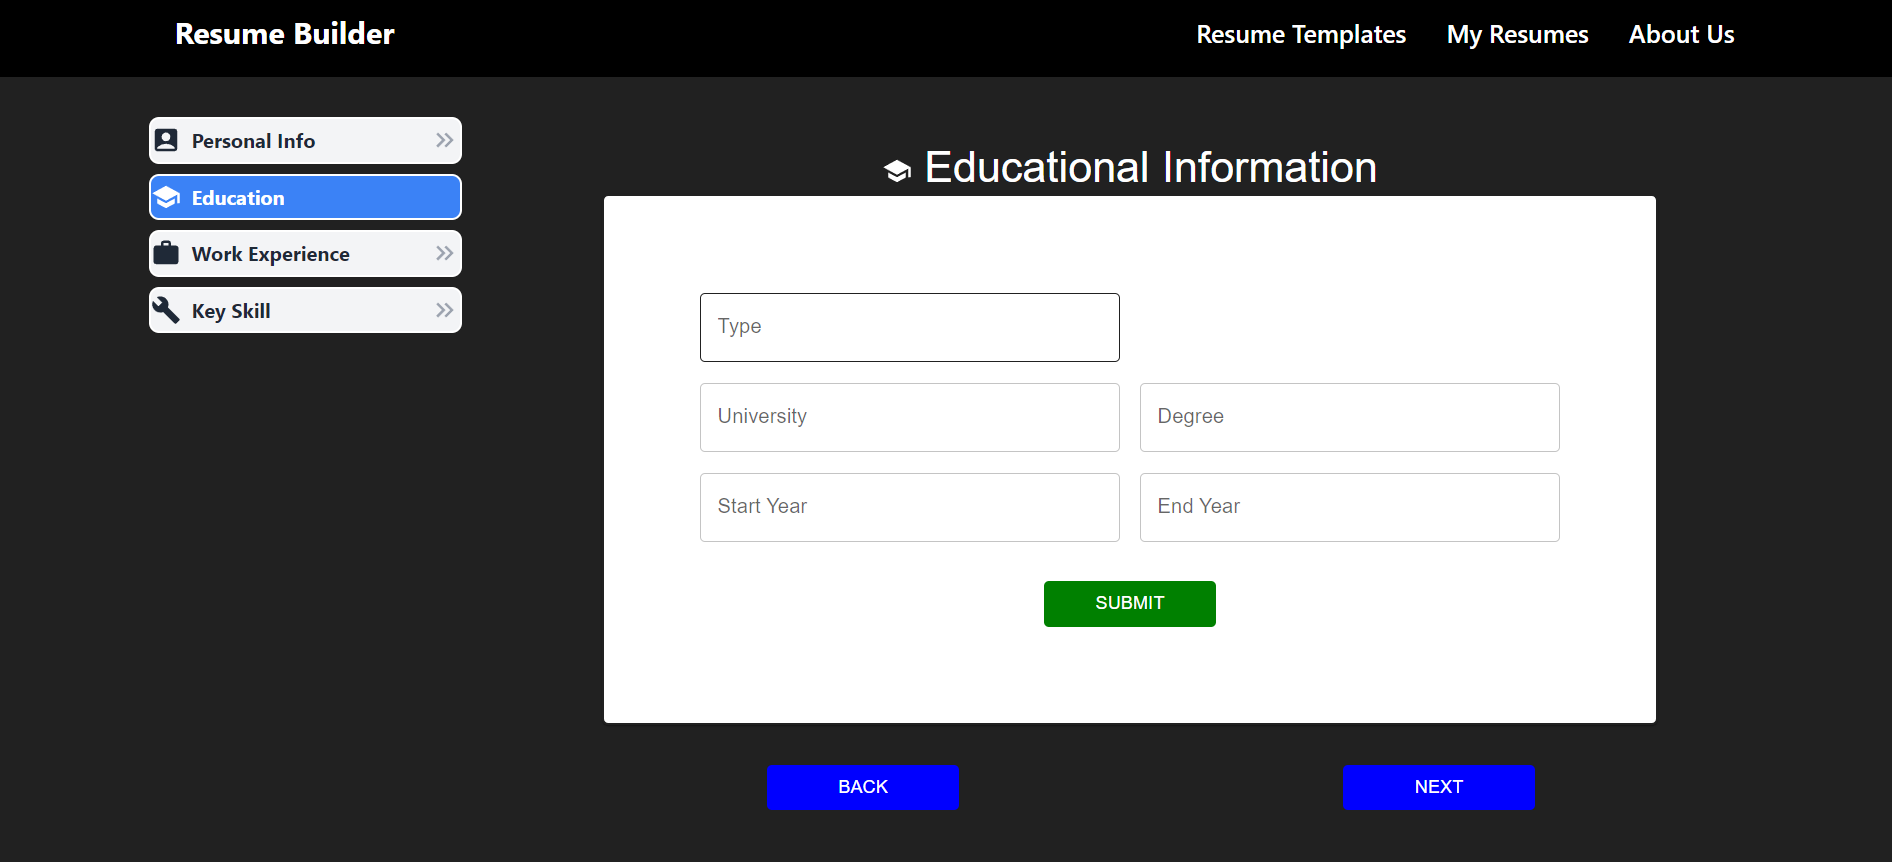 Resume Builder
Resume Templates
My Resumes
About Us
Personal Info
Education
Work Experience
Key Skill
Educational Information
Type
University
Degree
Start Year
End Year
SUBMIT
BACK
NEXT